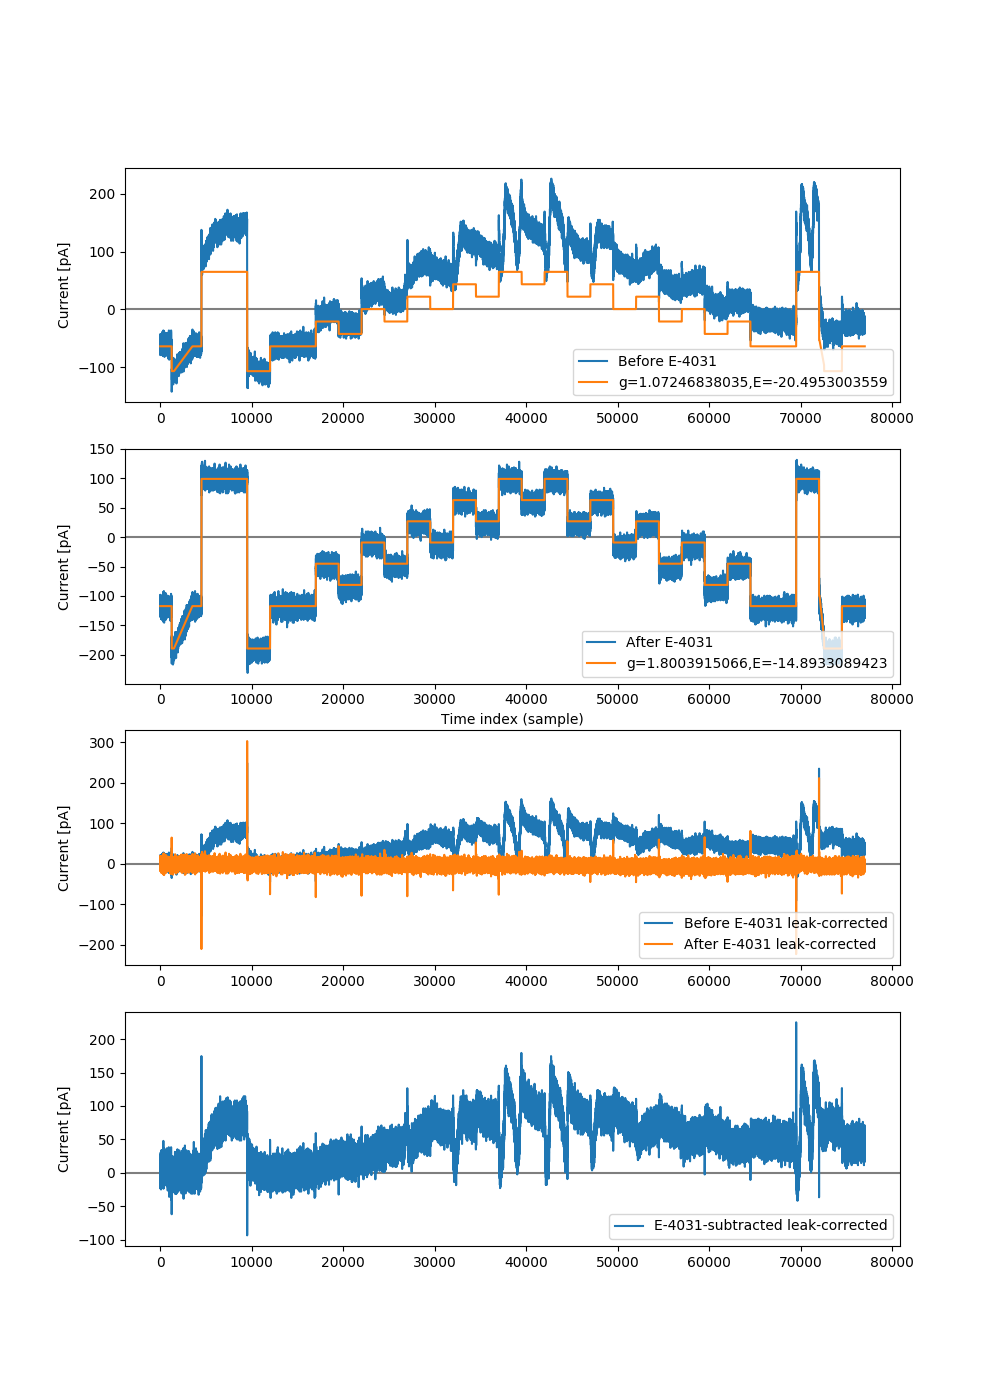 200
100
0
−100
Current [pA]
Before E-4031
g=1.07246838035,E=-20.4953003559
0 10000 20000 30000 40000 50000 60000 70000 80000
150
100
50
0
−50
−100
−150
−200
Current [pA]
After E-4031
g=1.8003915066,E=-14.8933089423
0 10000 20000 30000 40000 50000 60000 70000 80000
Time index (sample)
300
200
100
0
−100
−200
Current [pA]
Before E-4031 leak-corrected
After E-4031 leak-corrected
0 10000 20000 30000 40000 50000 60000 70000 80000
200
150
100
50
0
−50
−100
Current [pA]
E-4031-subtracted leak-corrected
0 10000 20000 30000 40000 50000 60000 70000 80000